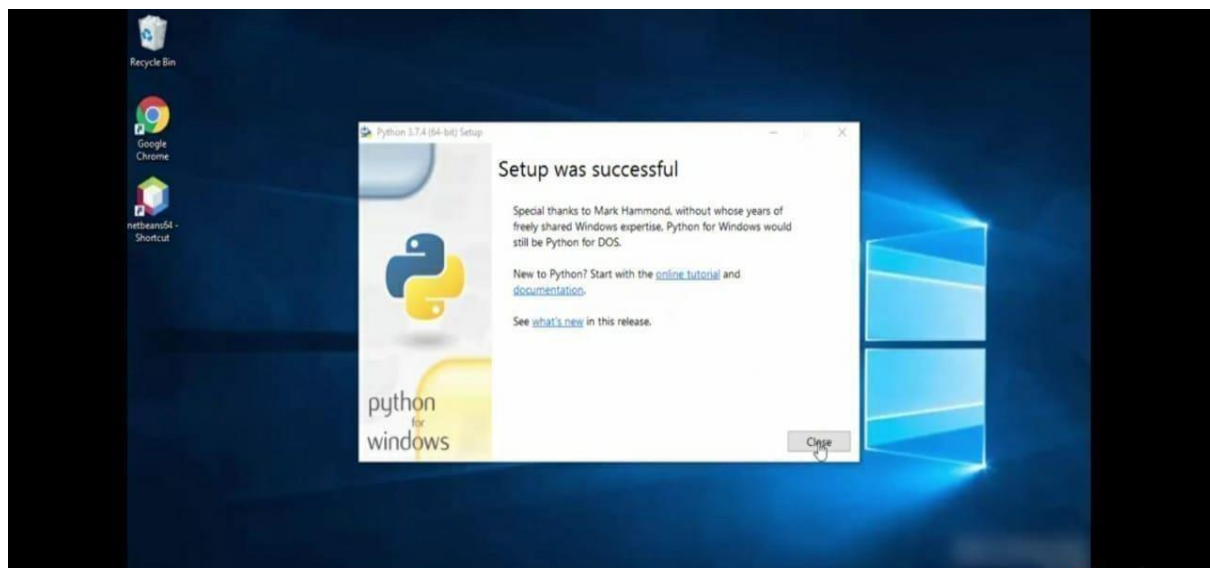 Recycle Bin
Google
Chrome
netbeans64 -
Shortcut
Python 3.7.4 (64-bit) Setup
Setup was successful
Special thanks to Mark Hammond, without whose years of
freely shared Windows expertise, Python for Windows would
still be Python for DOS.
New to Python? Start with the online tutorial and
documentation.
See what's new in this release.
python
for
windows
Close